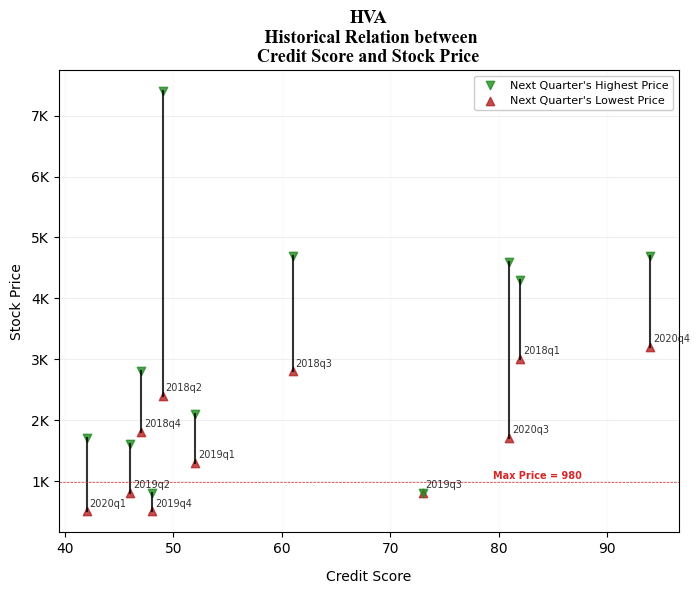 HVA
Historical Relation between
Credit Score and Stock Price
Next Quarter's Highest Price
Next Quarter's Lowest Price
7K
6K
5K
4K
3K
2K
1K
Stock Price
2018q2
2018q3
2020q4
2018q1
2018q4
2020q3
2019q1
Max Price = 980
2019q2
2019q3
2020q1
2019q4
40
50
60
70
80
90
Credit Score